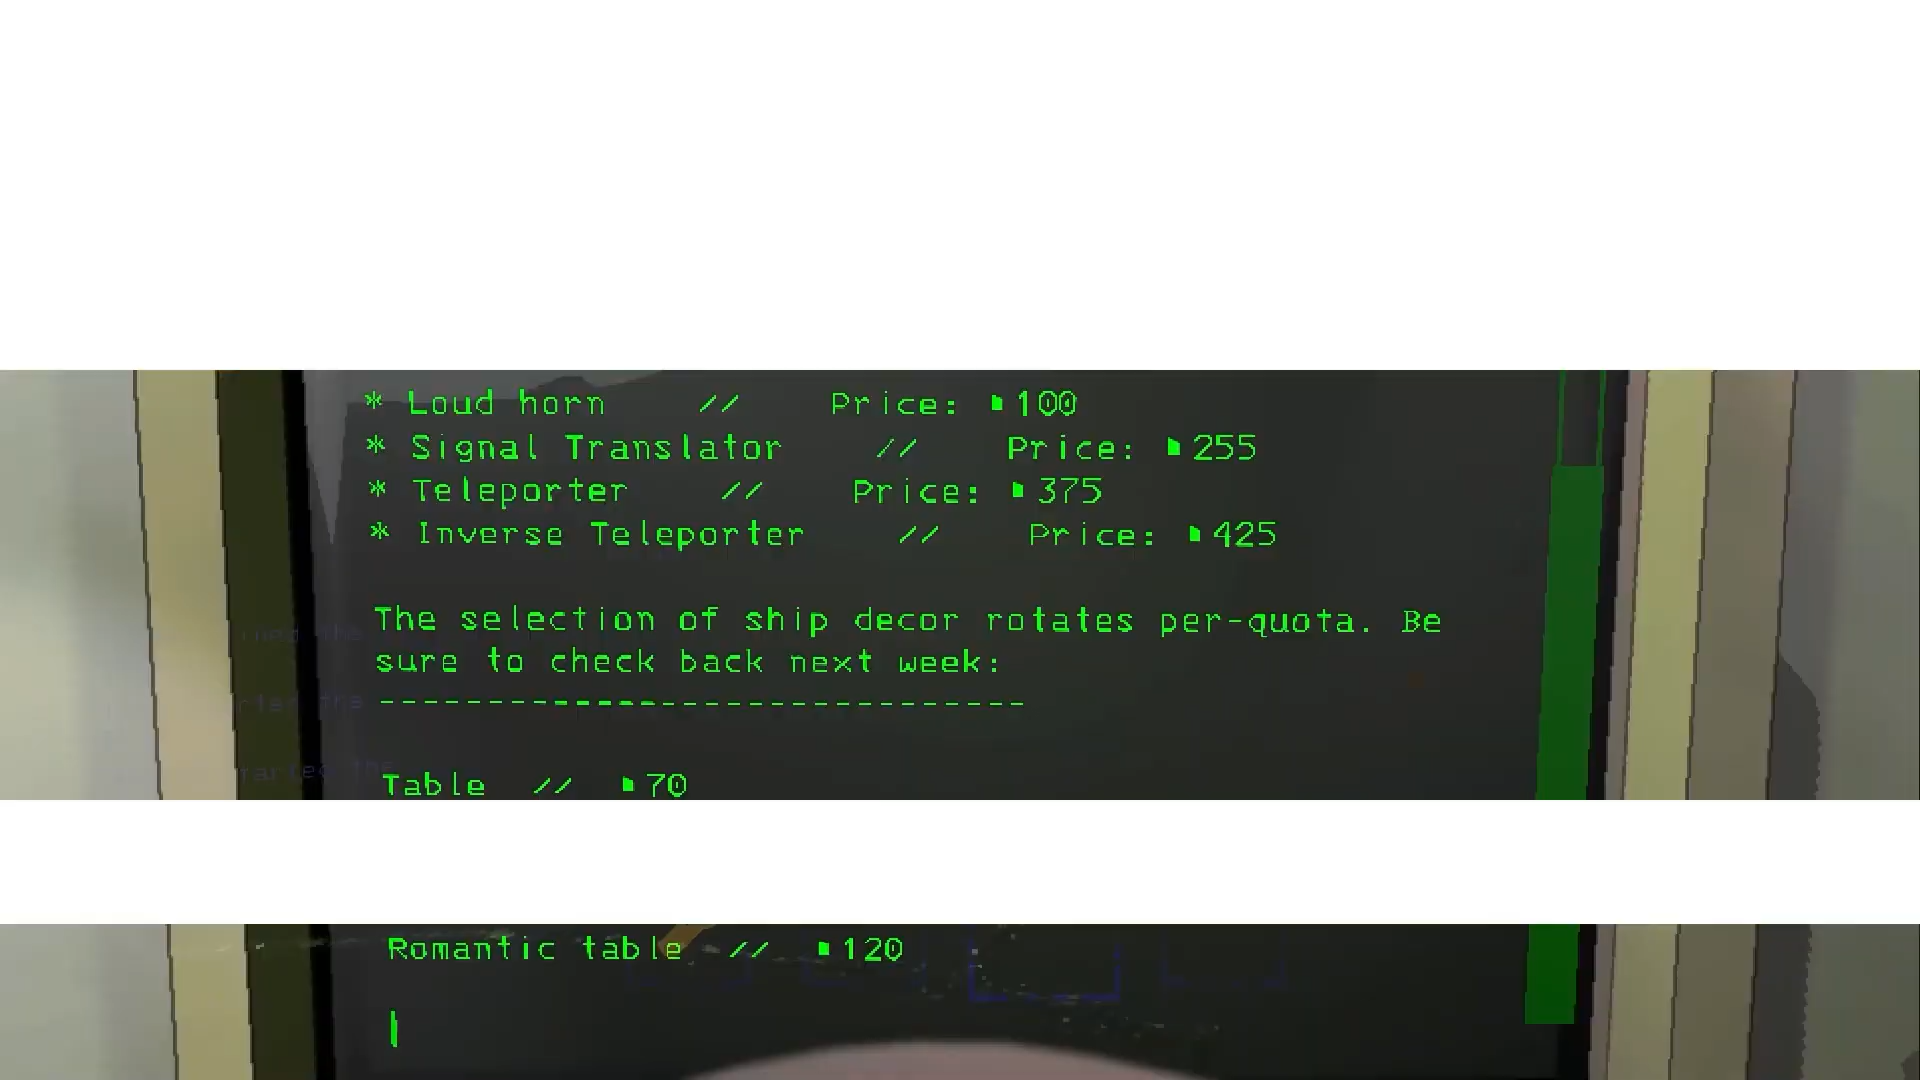 * Loud horn // Price: ■100
* Signal Translator // Price: ■255
* Teleporter // Price: ■375
* Inverse Teleporter // Price: ■425
The selection of ship decor rotates per-quota. Be
sure to check back next week:
------------------------------
Table // ■70
Romantic table // ■120